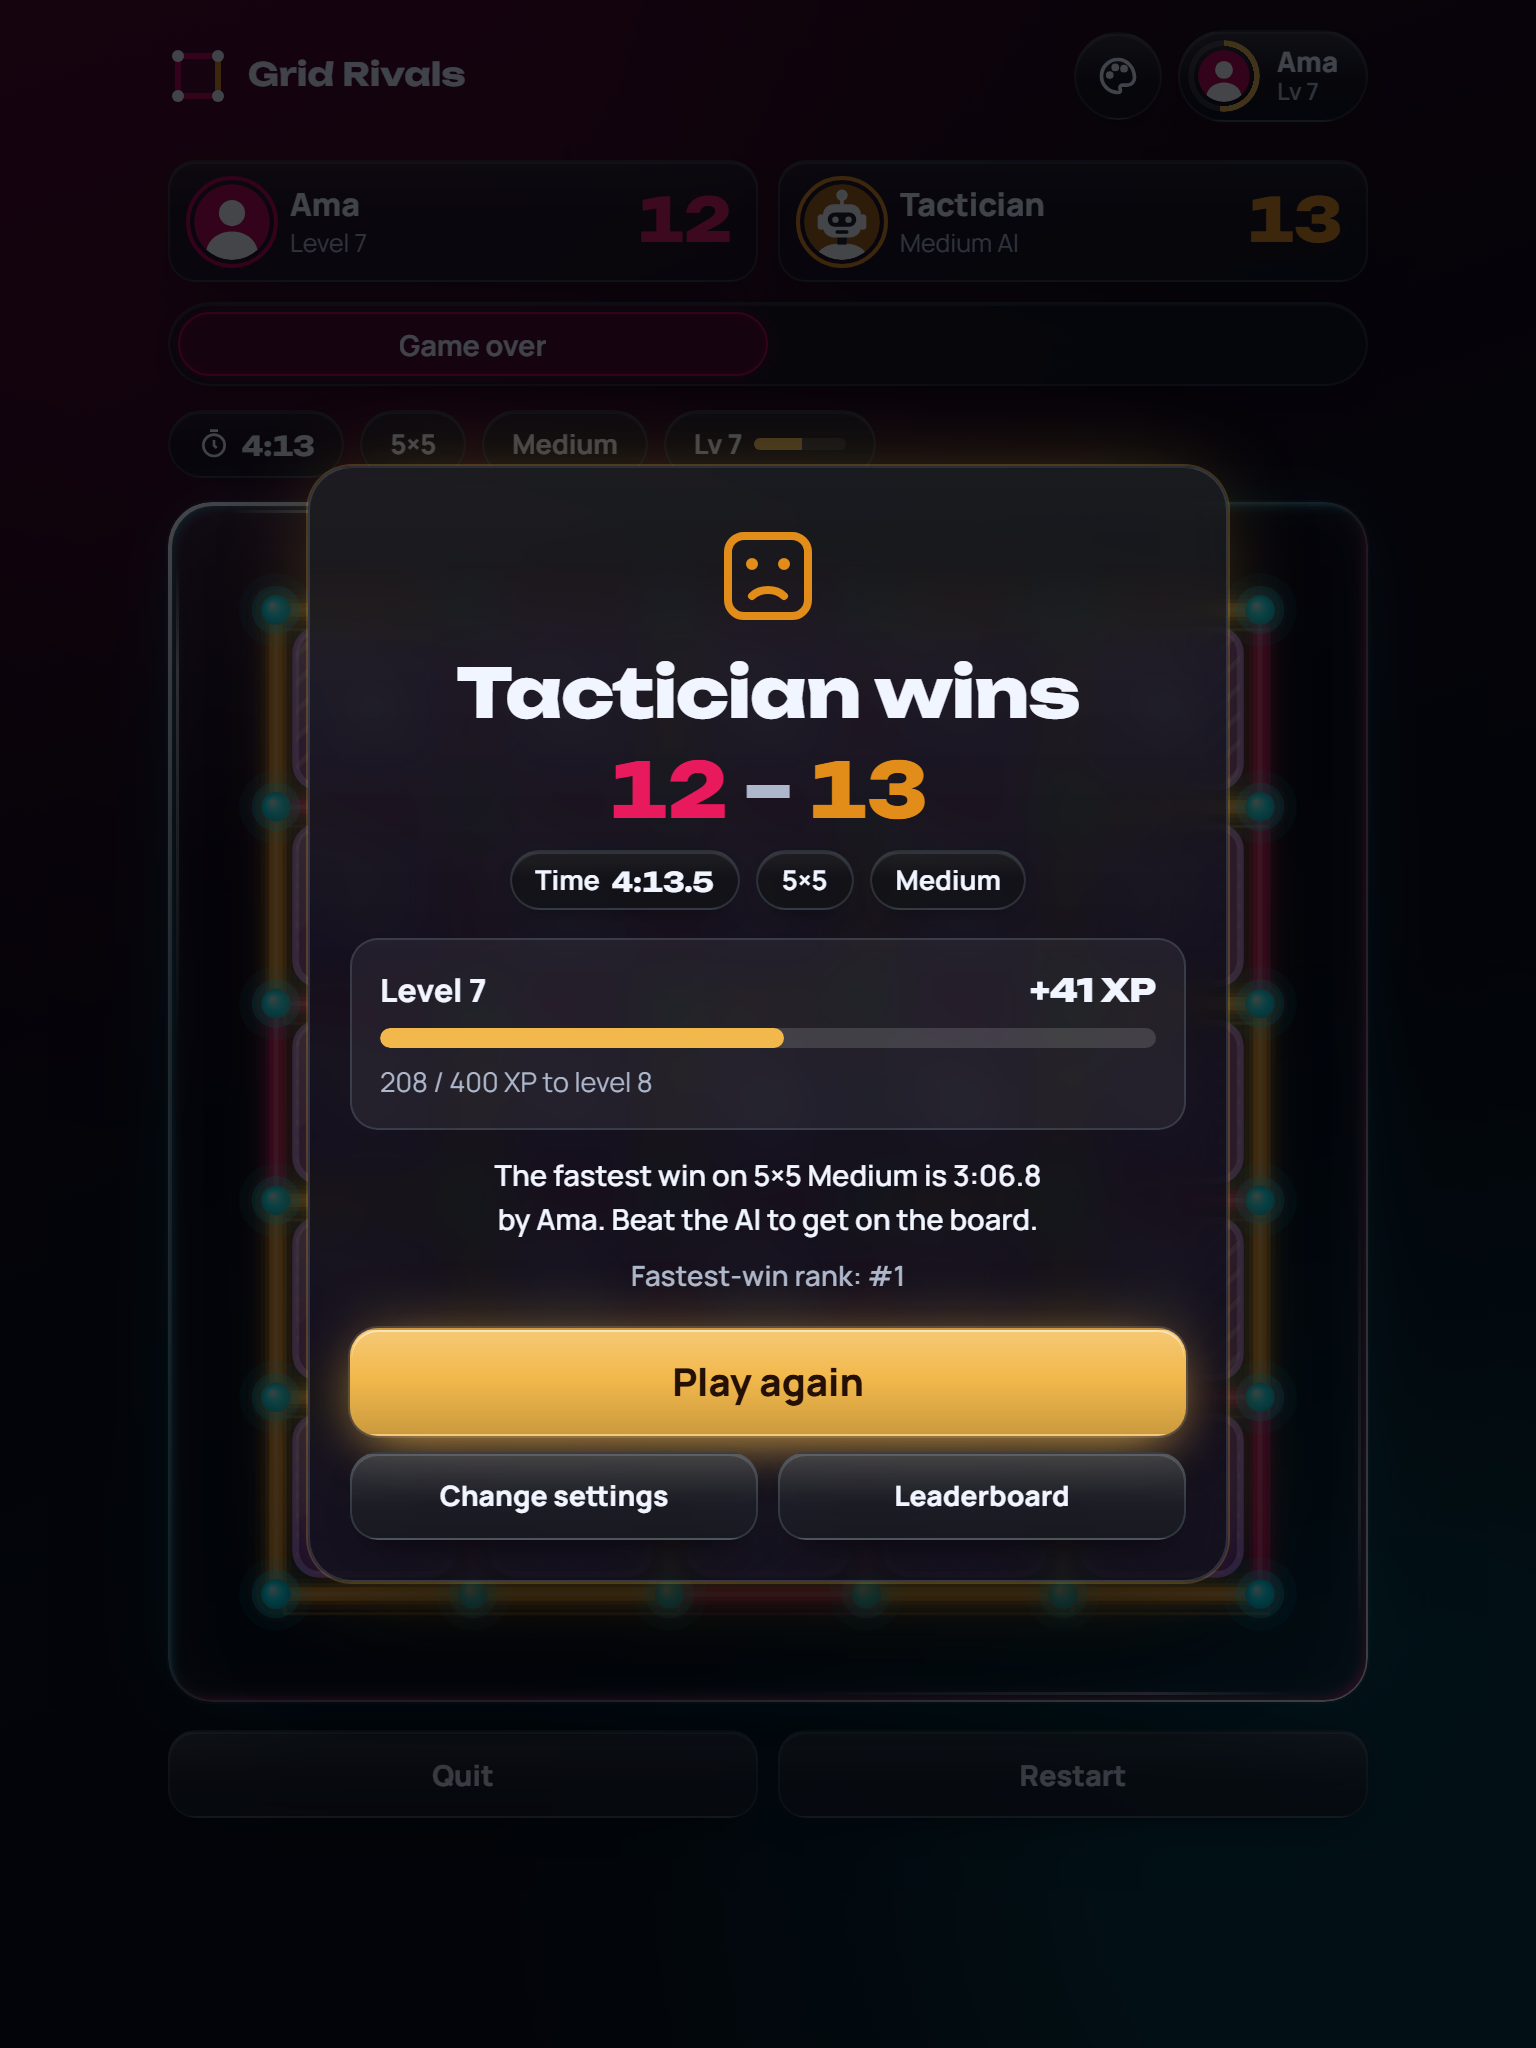 Grid Rivals
Ama
Lv 7
Ama
Level 7
12
Tactician
Medium AI
13
Game over
4:13
5×5
Medium
Lv 7
Tactician wins
12 – 13
Time 4:13.5
5×5
Medium
Level 7
+41 XP
208 / 400 XP to level 8
The fastest win on 5×5 Medium is 3:06.8
by Ama. Beat the AI to get on the board.
Fastest-win rank: #1
Play again
Change settings
Leaderboard
Quit
Restart